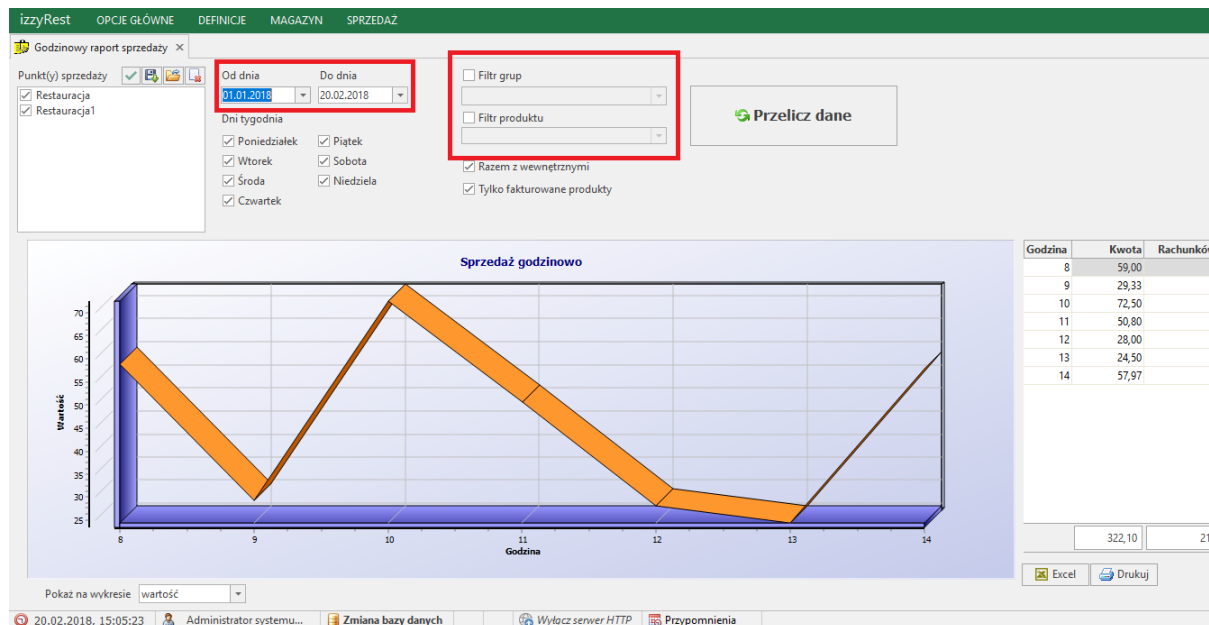 izzyRest OPCJE GŁÓWNE DEFINICJE MAGAZYN SPRZEDAŻ
Godzinowy raport sprzedaży ×
Punkt(y) sprzedaży
Restauracja
Restauracja1
Od dnia Do dnia
01.01.2018 20.02.2018
Dni tygodnia
Poniedziałek Piątek
Wtorek Sobota
Środa Niedziela
Czwartek
Filtr grup
Filtr produktu
Razem z wewnętrznymi
Tylko fakturowane produkty
Przelicz dane
Sprzedaż godzinowo
Wartość
70
65
60
55
50
45
40
35
30
25
8 9 10 11 12 13 14
Godzina
Godzina Kwota Rachunków
8 59,00
9 29,33
10 72,50
11 50,80
12 28,00
13 24,50
14 57,97
322,10 21
Excel Drukuj
Pokaż na wykresie wartość
20.02.2018, 15:05:23 Administrator systemu... Zmiana bazy danych Wyłącz serwer HTTP Przypomnienia